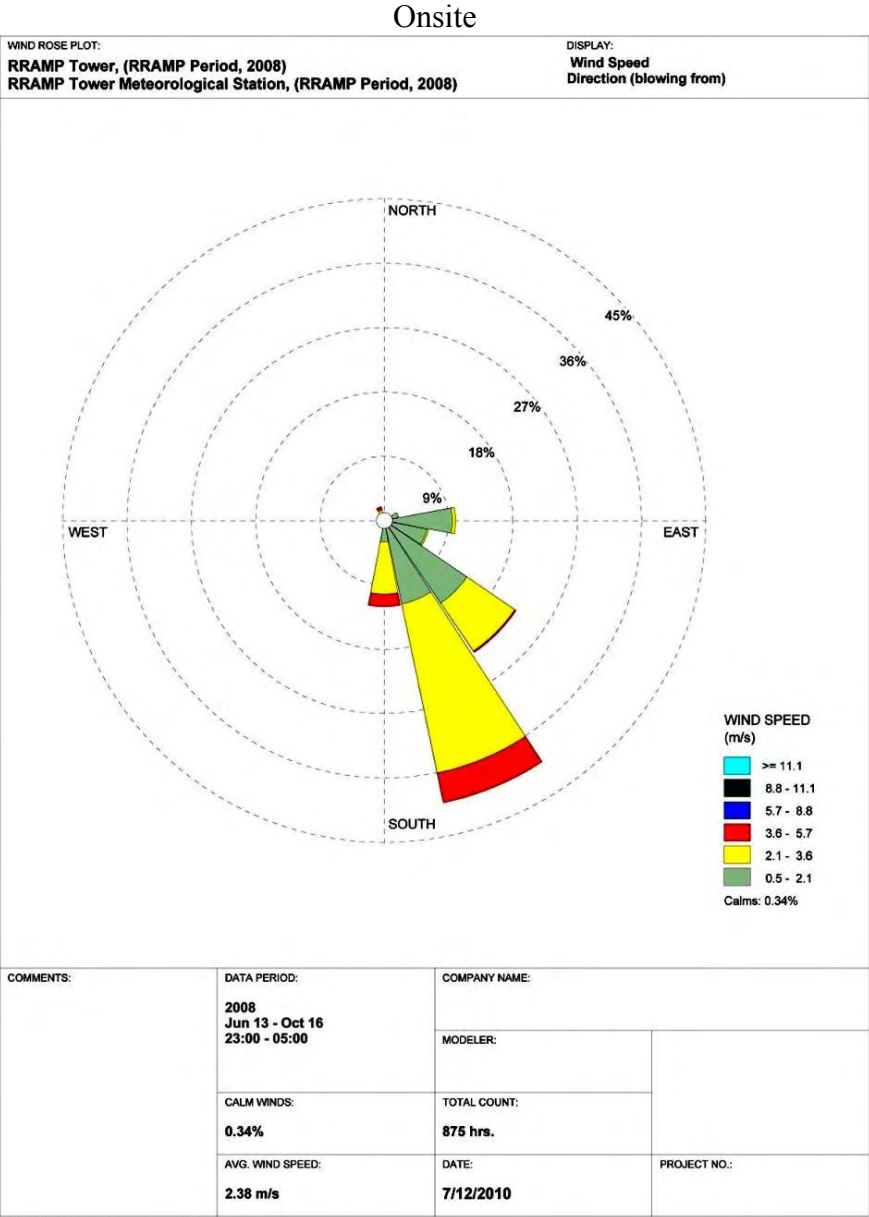 Onsite
WIND ROSE PLOT:
RRAMP Tower, (RRAMP Period, 2008)
RRAMP Tower Meteorological Station, (RRAMP Period, 2008)
DISPLAY:
Wind Speed
Direction (blowing from)
NORTH
45%
36%
27%
18%
9%
WEST
EAST
SOUTH
WIND SPEED
(m/s)
>= 11.1
8.8 - 11.1
5.7 - 8.8
3.6 - 5.7
2.1 - 3.6
0.5 - 2.1
Calms: 0.34%
COMMENTS:
DATA PERIOD:
2008
Jun 13 - Oct 16
23:00 - 05:00
COMPANY NAME:
MODELER:
CALM WINDS:
0.34%
TOTAL COUNT:
875 hrs.
AVG. WIND SPEED:
2.38 m/s
DATE:
7/12/2010
PROJECT NO.: